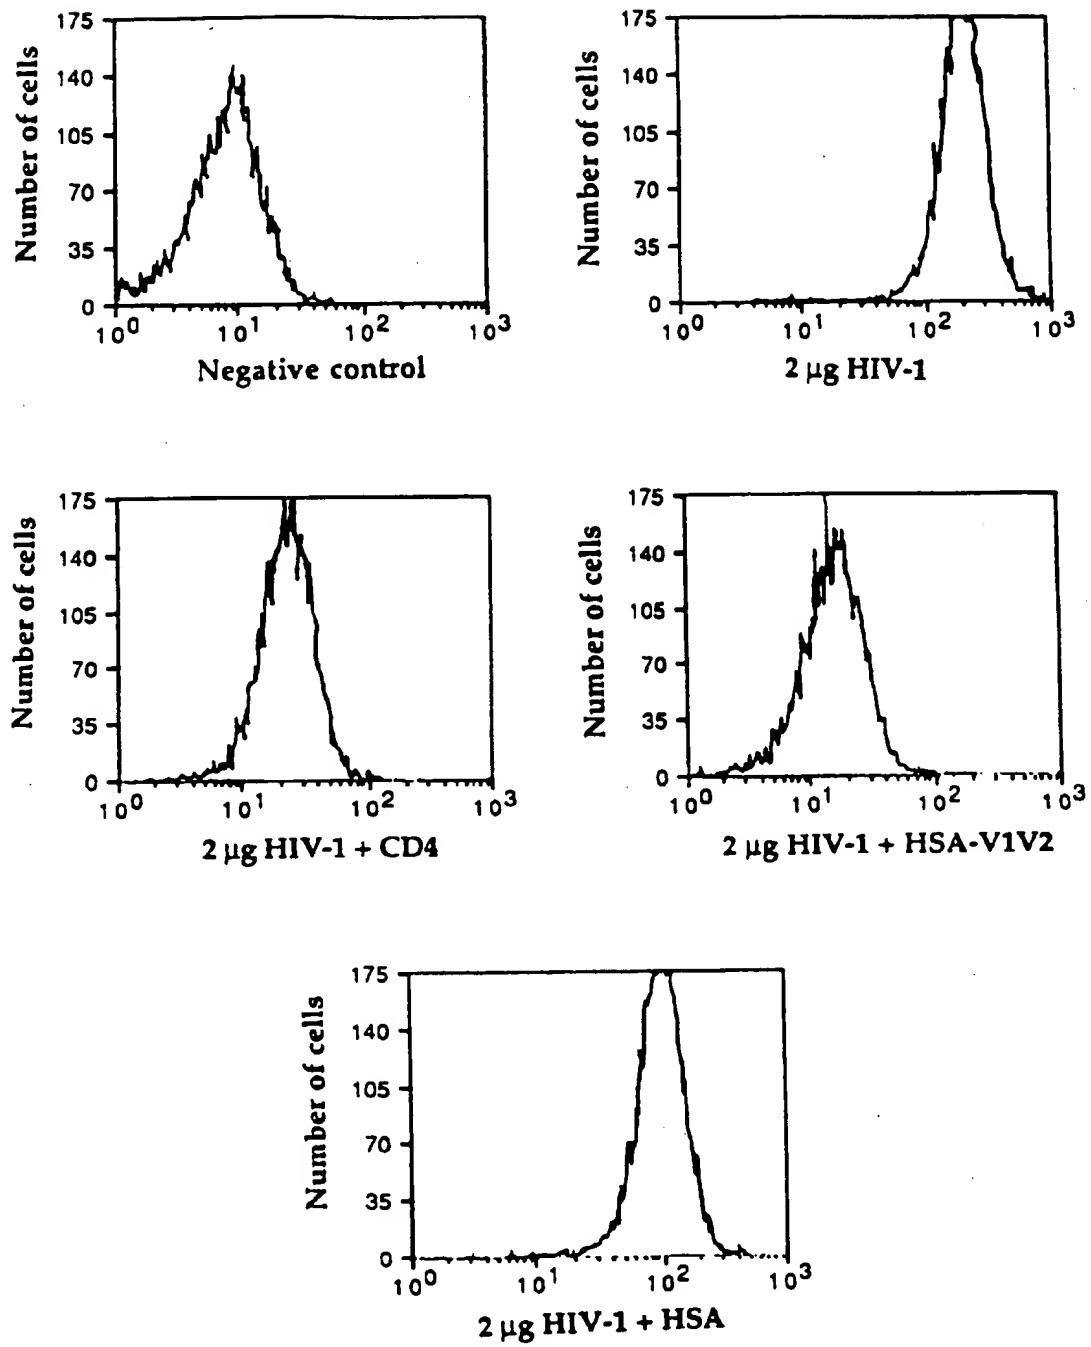 Number of cells
175
140
105
70
35
0
10⁰ 10¹ 10² 10³
Negative control
Number of cells
175
140
105
70
35
0
10⁰ 10¹ 10² 10³
2 µg HIV-1
Number of cells
175
140
105
70
35
0
10⁰ 10¹ 10² 10³
2 µg HIV-1 + CD4
Number of cells
175
140
105
70
35
0
10⁰ 10¹ 10² 10³
2 µg HIV-1 + HSA-V1V2
Number of cells
175
140
105
70
35
0
10⁰ 10¹ 10² 10³
2 µg HIV-1 + HSA